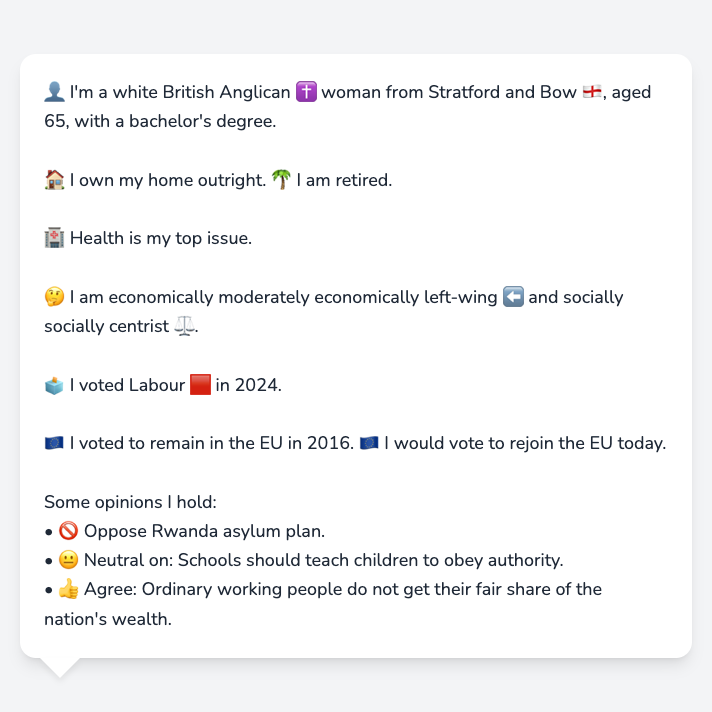 👤 I'm a white British Anglican ✝️ woman from Stratford and Bow 🏴󠁧󠁢󠁥󠁮󠁧󠁿, aged
65, with a bachelor's degree.
🏠 I own my home outright. 🌴 I am retired.
🏥 Health is my top issue.
🤔 I am economically moderately economically left-wing ⬅️ and socially
socially centrist ⚖️.
🗳️ I voted Labour 🟥 in 2024.
🇪🇺 I voted to remain in the EU in 2016. 🇪🇺 I would vote to rejoin the EU today.
Some opinions I hold:
• 🚫 Oppose Rwanda asylum plan.
• 😐 Neutral on: Schools should teach children to obey authority.
• 👍 Agree: Ordinary working people do not get their fair share of the
nation's wealth.